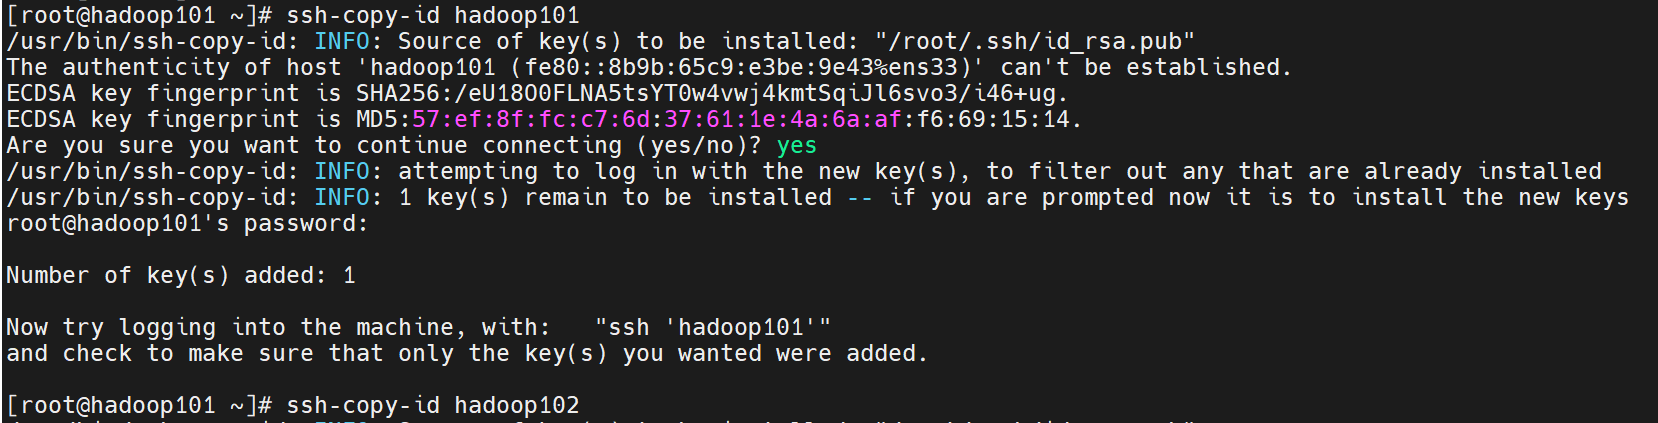 [root@hadoop101 ~]# ssh-copy-id hadoop101
/usr/bin/ssh-copy-id: INFO: Source of key(s) to be installed: "/root/.ssh/id_rsa.pub"
The authenticity of host 'hadoop101 (fe80::8b9b:65c9:e3be:9e43%ens33)' can't be established.
ECDSA key fingerprint is SHA256:/eU18O0FLNA5tsYT0w4vwj4kmtSqiJl6svo3/i46+ug.
ECDSA key fingerprint is MD5:57:ef:8f:fc:c7:6d:37:61:1e:4a:6a:af:f6:69:15:14.
Are you sure you want to continue connecting (yes/no)? yes
/usr/bin/ssh-copy-id: INFO: attempting to log in with the new key(s), to filter out any that are already installed
/usr/bin/ssh-copy-id: INFO: 1 key(s) remain to be installed -- if you are prompted now it is to install the new keys
root@hadoop101's password:
Number of key(s) added: 1
Now try logging into the machine, with:   "ssh 'hadoop101'"
and check to make sure that only the key(s) you wanted were added.
[root@hadoop101 ~]# ssh-copy-id hadoop102